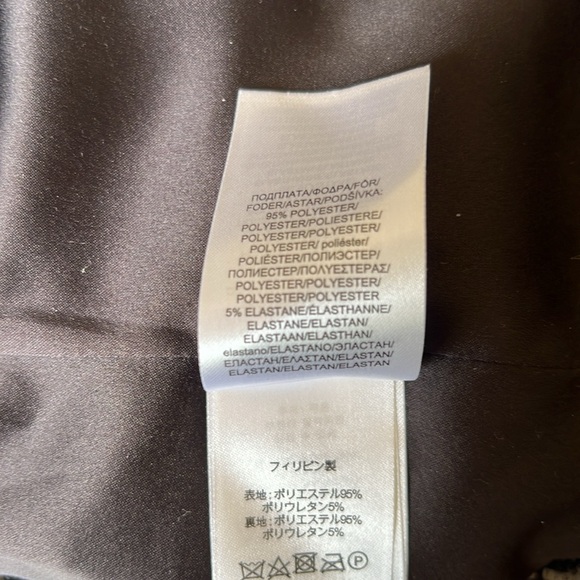 ПОДПЛАТА/ΦΟΔΡΑ/FÓR/
FODER/ASTAR/PODŠÍVKA:
95% POLYESTER/
POLYESTER/POLIESTERE/
POLYESTER/POLYESTER/
POLYESTER/ poliéster/
POLIÉSTER/ПОЛИЭСТЕР/
ПОЛИЕСТЕР/ΠΟΛΥΕΣΤΕΡΑΣ/
POLYESTER/POLYESTER/
POLYESTER/POLYESTER
5% ELASTANE/ÉLASTHANNE/
ELASTANE/ELASTAN/
ELASTAAN/ELASTHAN/
elastano/ELASTANO/ЭЛАСТАН/
ЕЛАСТАН/ΕΛΑΣΤΑΝ/ELASTAN/
ELASTAN/ELASTAN/ELASTAN
フィリピン製
表地:ポリエステル95%
ポリウレタン5%
裏地:ポリエステル95%
ポリウレタン5%
P